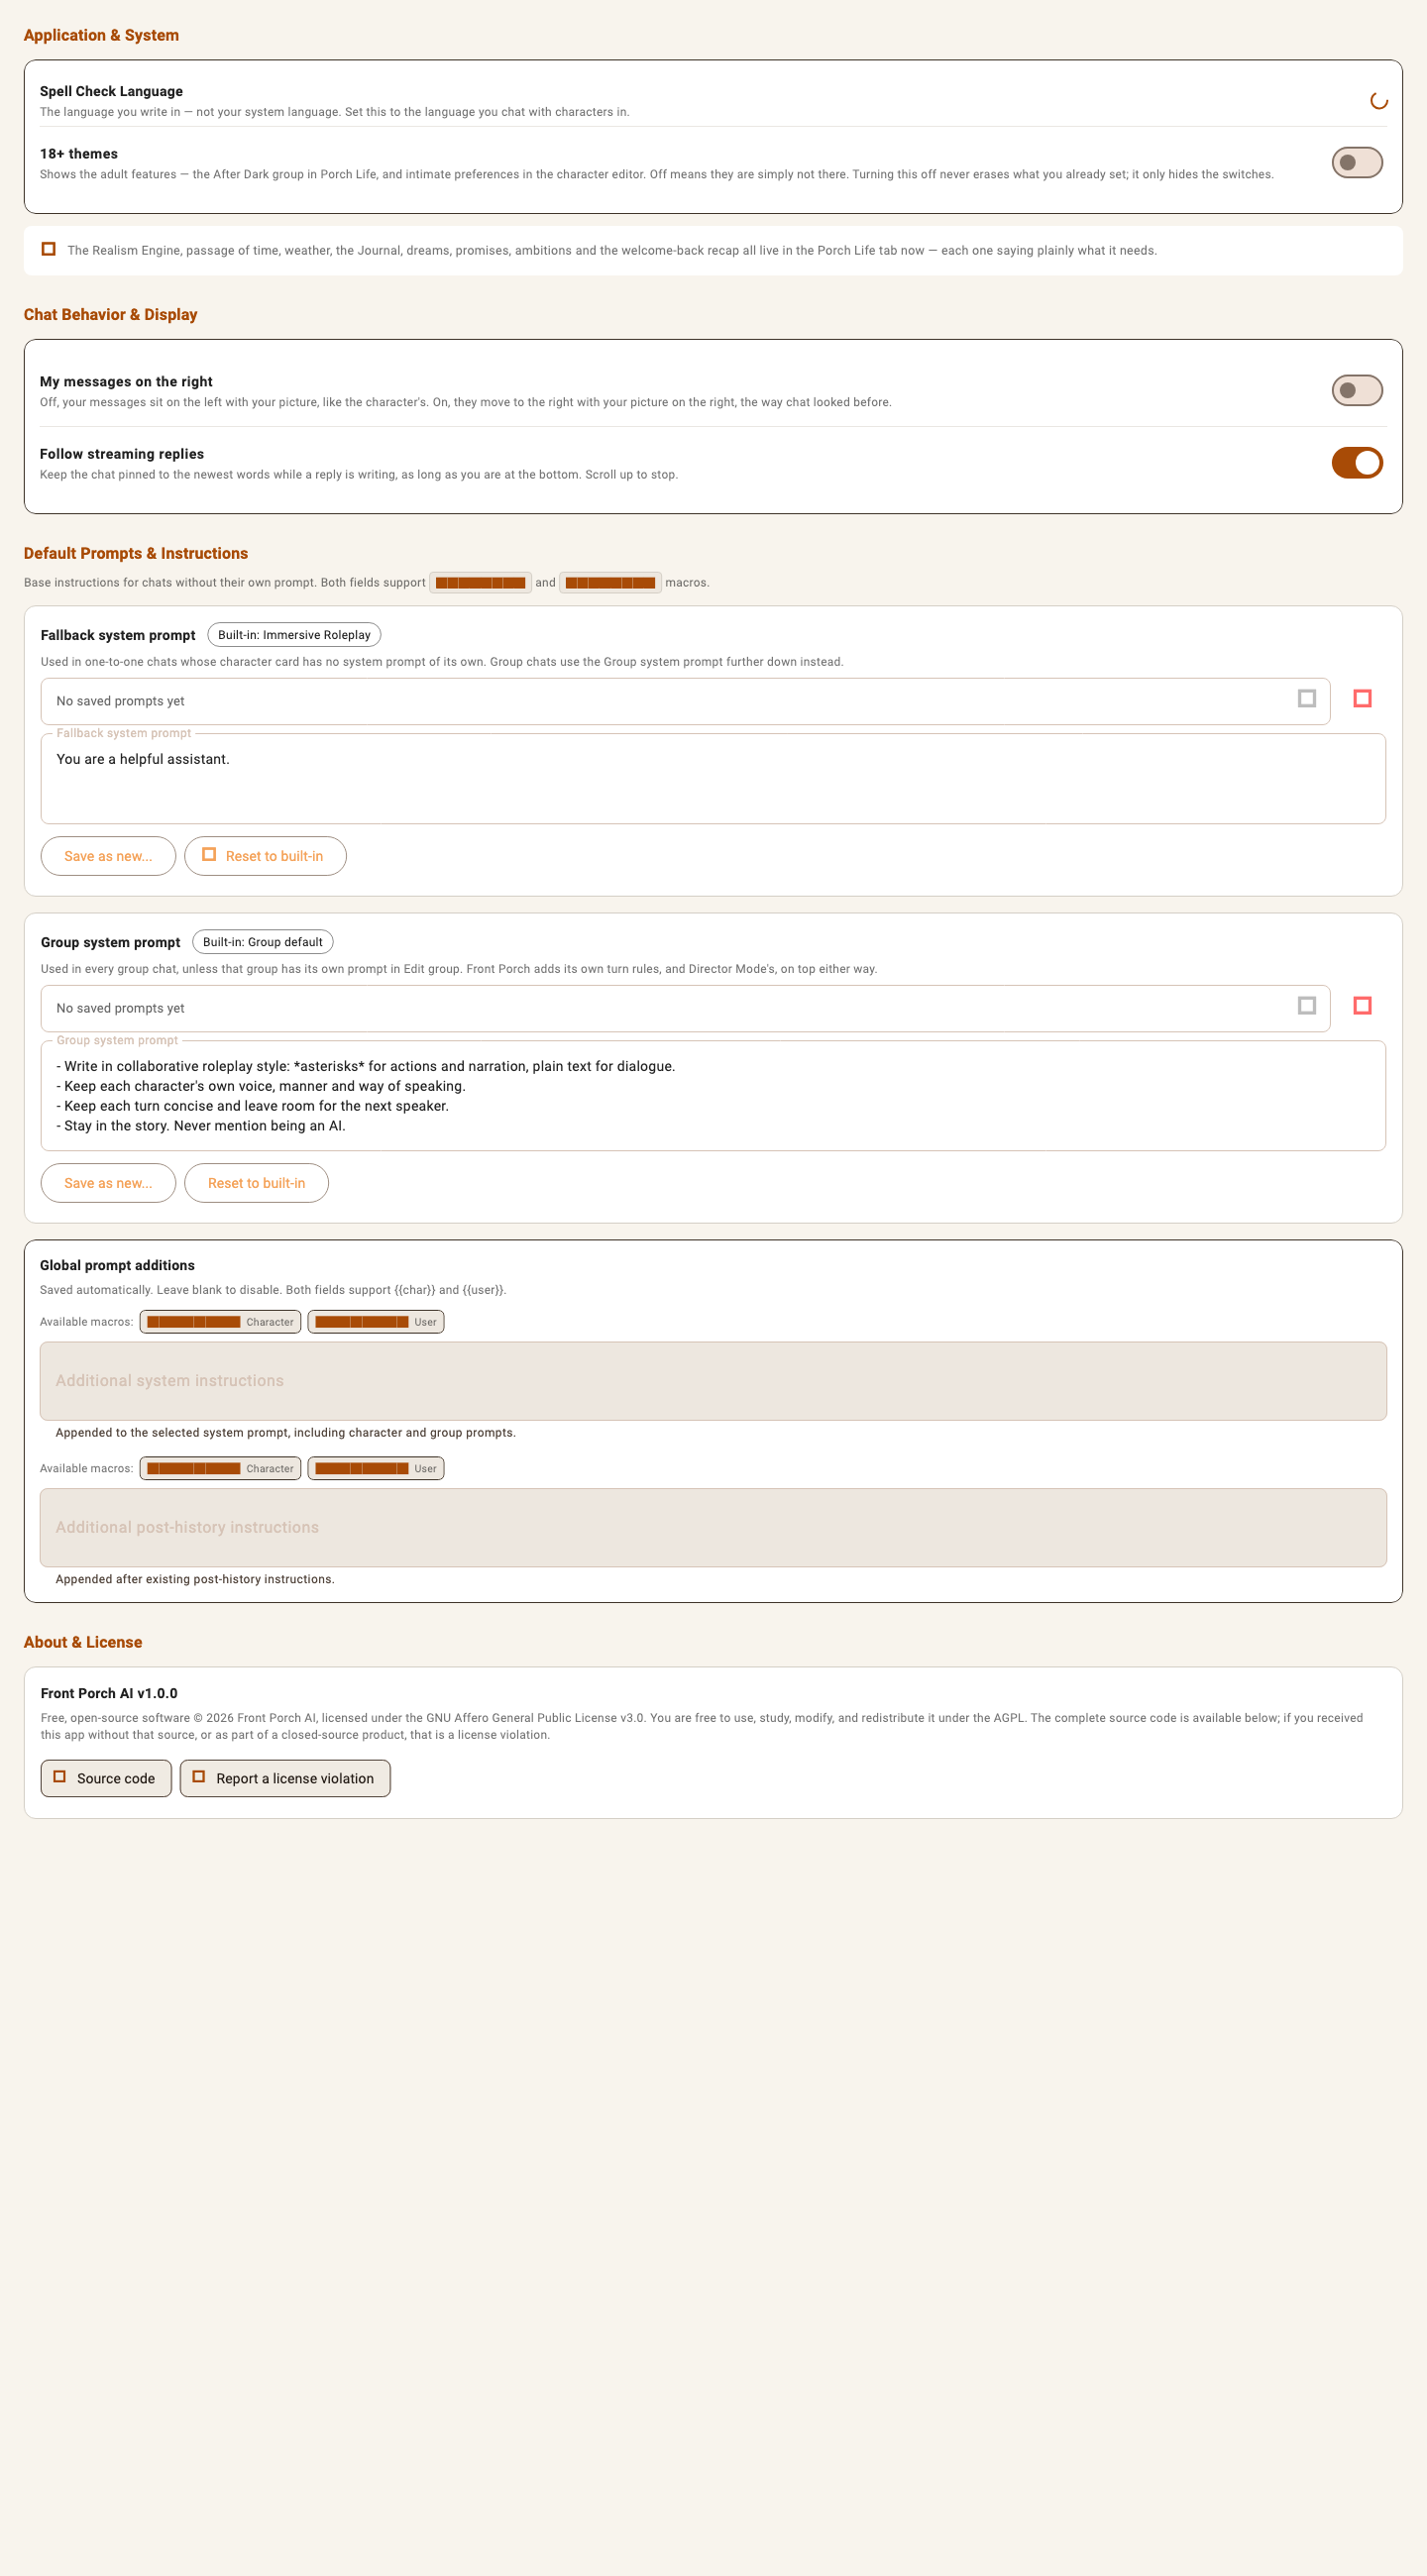 Application & System
Spell Check Language
The language you write in — not your system language. Set this to the language you chat with characters in.
18+ themes
Shows the adult features — the After Dark group in Porch Life, and intimate preferences in the character editor. Off means they are simply not there. Turning this off never erases what you already set; it only hides the switches.
The Realism Engine, passage of time, weather, the Journal, dreams, promises, ambitions and the welcome-back recap all live in the Porch Life tab now — each one saying plainly what it needs.
Chat Behavior & Display
My messages on the right
Off, your messages sit on the left with your picture, like the character's. On, they move to the right with your picture on the right, the way chat looked before.
Follow streaming replies
Keep the chat pinned to the newest words while a reply is writing, as long as you are at the bottom. Scroll up to stop.
Default Prompts & Instructions
Base instructions for chats without their own prompt. Both fields support and macros.
Fallback system prompt Built-in: Immersive Roleplay
Used in one-to-one chats whose character card has no system prompt of its own. Group chats use the Group system prompt further down instead.
No saved prompts yet
Fallback system prompt
You are a helpful assistant.
Save as new... Reset to built-in
Group system prompt Built-in: Group default
Used in every group chat, unless that group has its own prompt in Edit group. Front Porch adds its own turn rules, and Director Mode's, on top either way.
No saved prompts yet
Group system prompt
- Write in collaborative roleplay style: *asterisks* for actions and narration, plain text for dialogue.
- Keep each character's own voice, manner and way of speaking.
- Keep each turn concise and leave room for the next speaker.
- Stay in the story. Never mention being an AI.
Save as new... Reset to built-in
Global prompt additions
Saved automatically. Leave blank to disable. Both fields support {{char}} and {{user}}.
Available macros: Character User
Additional system instructions
Appended to the selected system prompt, including character and group prompts.
Available macros: Character User
Additional post-history instructions
Appended after existing post-history instructions.
About & License
Front Porch AI v1.0.0
Free, open-source software © 2026 Front Porch AI, licensed under the GNU Affero General Public License v3.0. You are free to use, study, modify, and redistribute it under the AGPL. The complete source code is available below; if you received
this app without that source, or as part of a closed-source product, that is a license violation.
Source code Report a license violation